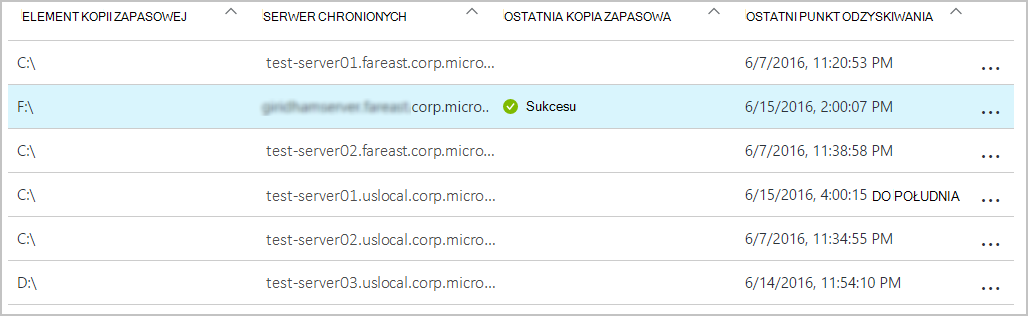 ELEMENT KOPII ZAPASOWEJ SERWER CHRONIONYCH OSTATNIA KOPIA ZAPASOWA OSTATNI PUNKT ODZYSKIWANIA
C:\ test-server01.fareast.corp.micro... 6/7/2016, 11:20:53 PM ...
F:\ .corp.micro.. Sukcesu 6/15/2016, 2:00:07 PM ...
C:\ test-server02.fareast.corp.micro... 6/7/2016, 11:38:58 PM ...
C:\ test-server01.uslocal.corp.micro... 6/15/2016, 4:00:15 DO POŁUDNIA ...
C:\ test-server02.uslocal.corp.micro... 6/7/2016, 11:34:55 PM ...
D:\ test-server03.uslocal.corp.micro... 6/14/2016, 11:54:10 PM ...